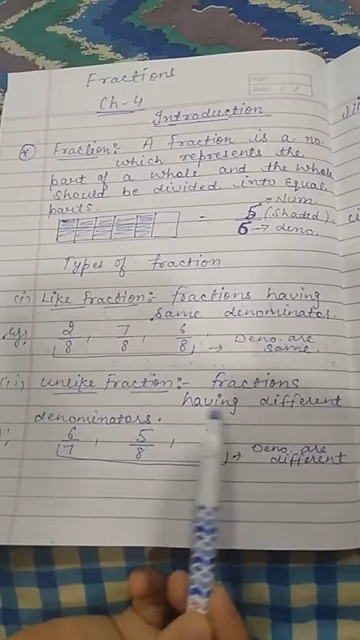 Fractions
Ch-4
Introduction
Fraction:- A fraction is a no.
which represents the
part of a whole and the whole
should be divided into equal
parts.
= 5 → Num. (Shaded)
6 → deno.
Types of fraction
(i) Like fraction:- fractions having
same denominator.
eg:- 2/8, 7/8, 6/8 → Deno. are
same.
(ii) Unlike fraction:- fractions
having different
denominators.
6/7, 5/8, → Deno. are
different